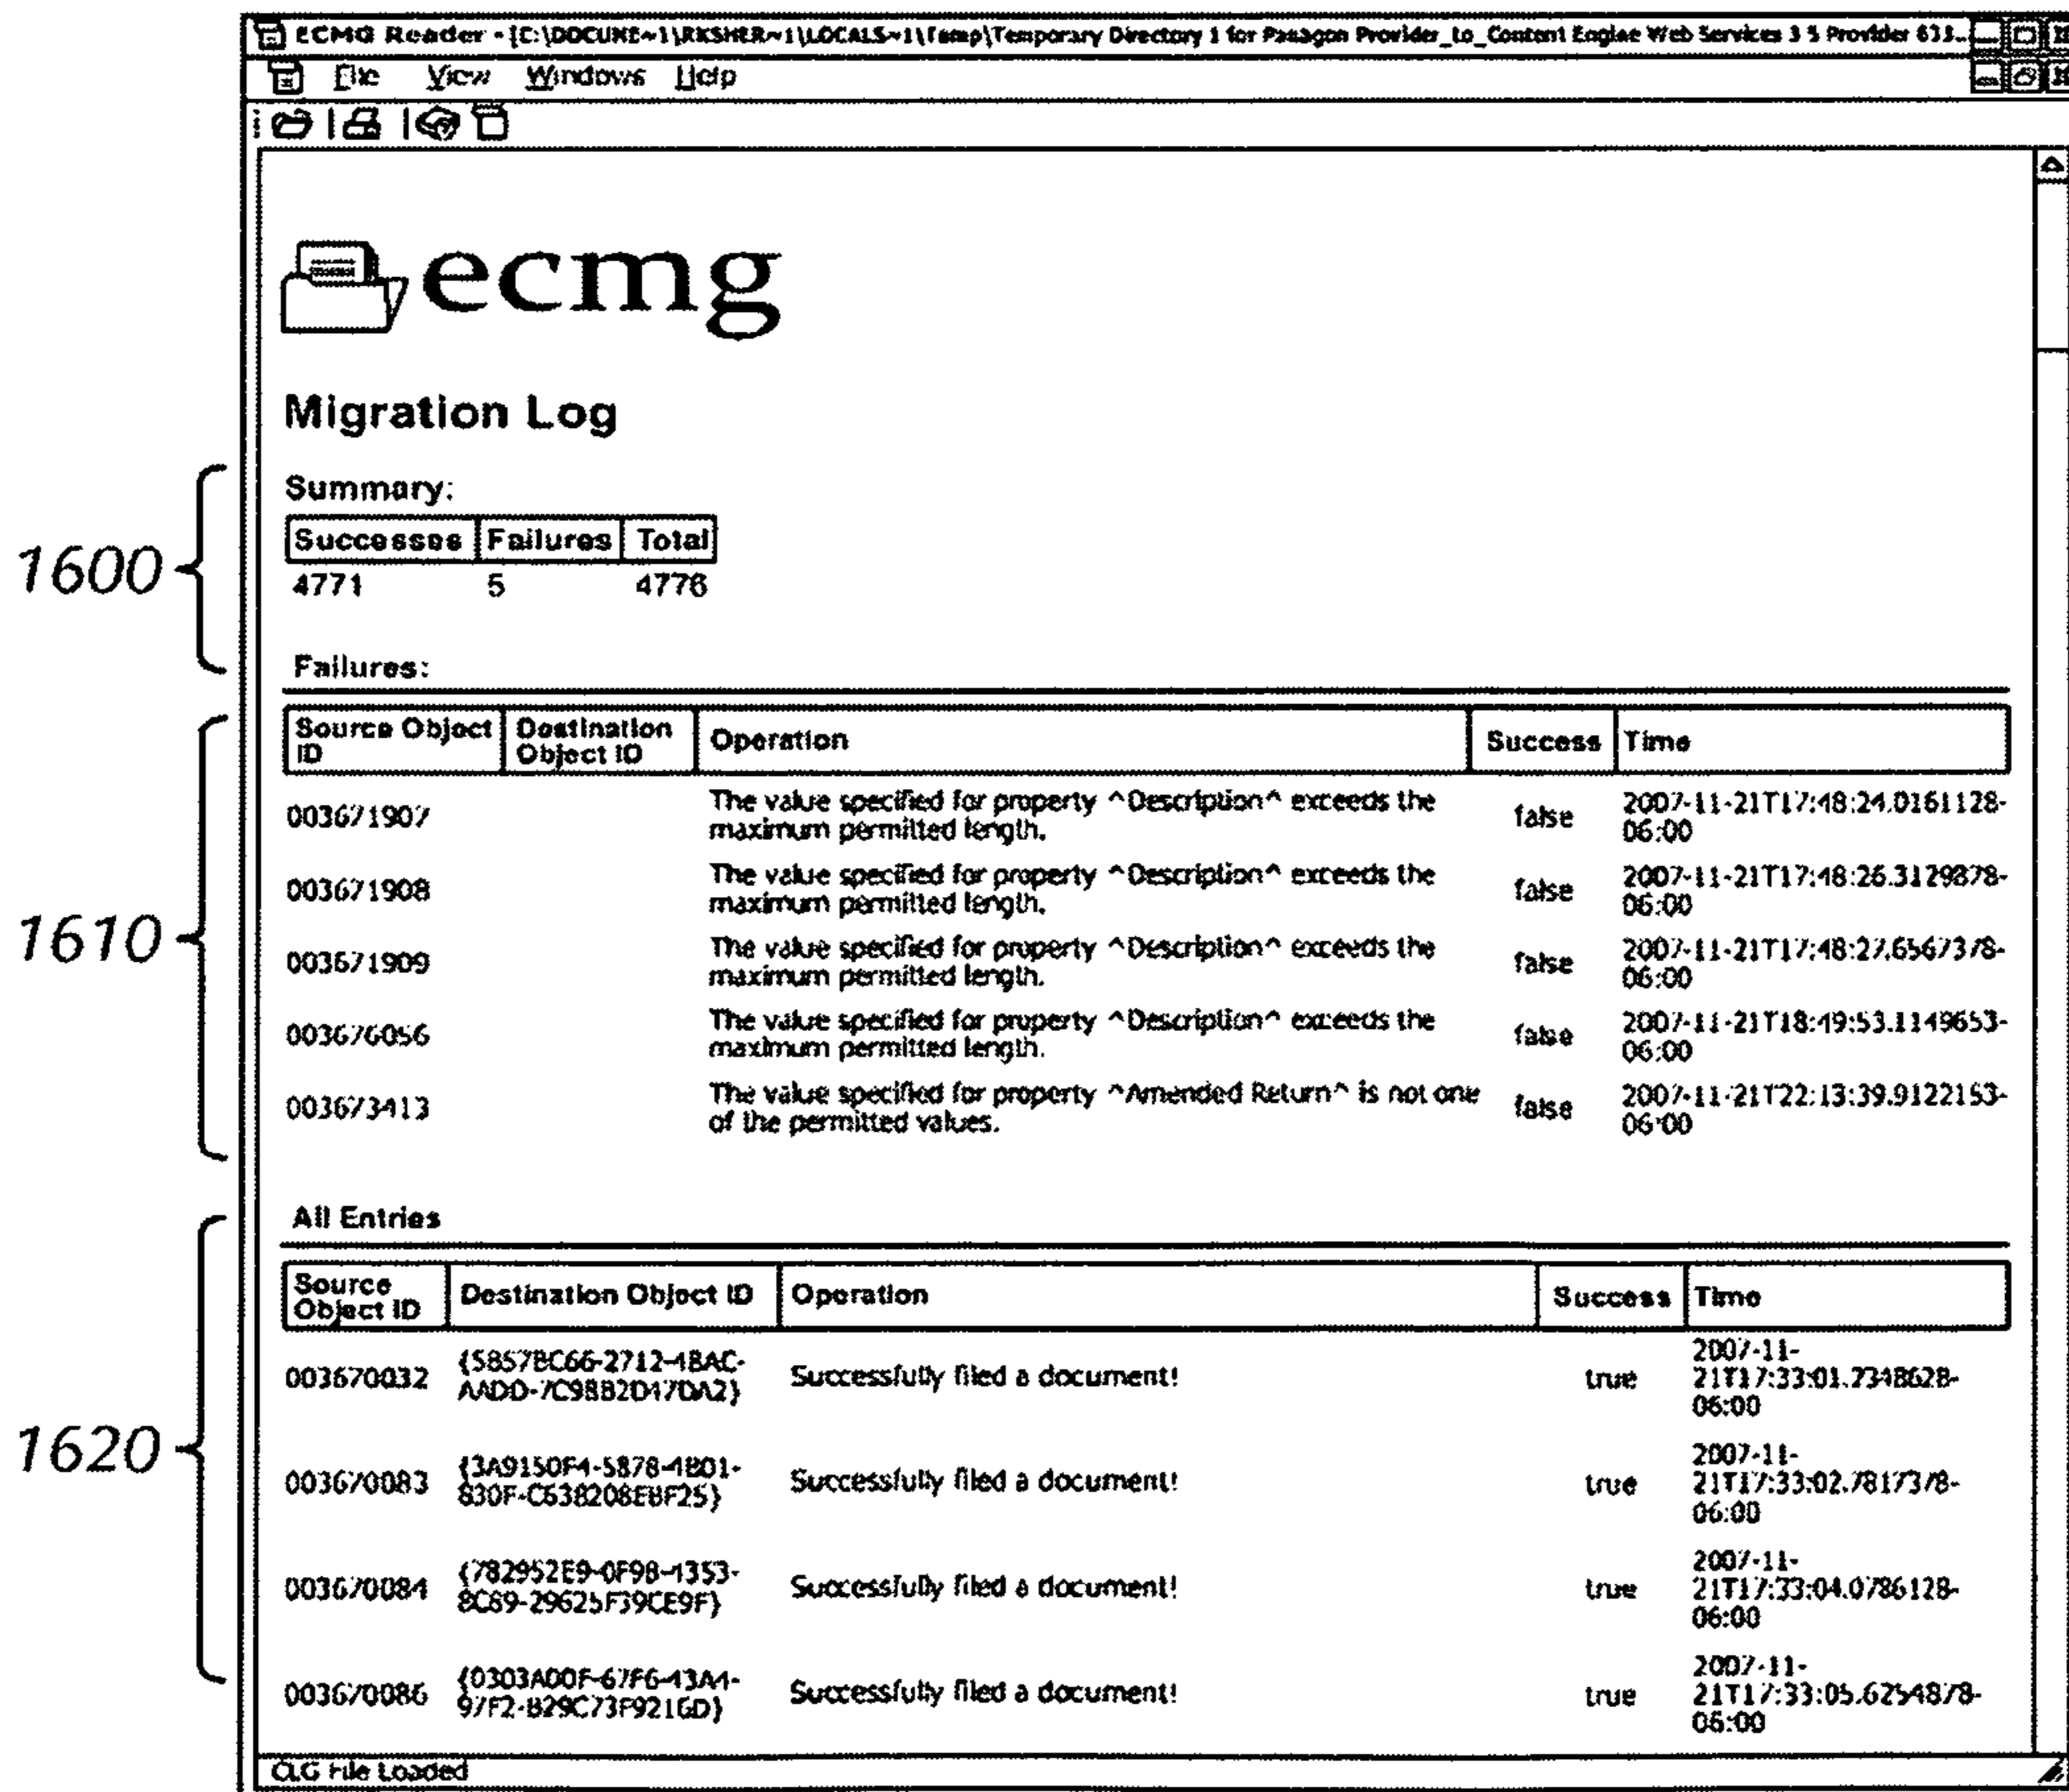 ECMG Reader - [C:\DOCUME~1\RKSHER~1\LOCALS~1\Temp\Temporary Directory 1 for Panagon Provider_to_Content Engine Web Services 3 5 Provider 633...
File View Windows Help
ecmg
Migration Log
1600
Summary:
Successes Failures Total
4771 5 4776
Failures:
Source Object ID Destination Object ID Operation Success Time
1610
003671907 The value specified for property ^Description^ exceeds the maximum permitted length. false 2007-11-21T17:48:24.0161128-06:00
003671908 The value specified for property ^Description^ exceeds the maximum permitted length. false 2007-11-21T17:48:26.3129878-06:00
003671909 The value specified for property ^Description^ exceeds the maximum permitted length. false 2007-11-21T17:48:27.6567378-06:00
003676056 The value specified for property ^Description^ exceeds the maximum permitted length. false 2007-11-21T18:49:53.1149653-06:00
003673413 The value specified for property ^Amended Return^ is not one of the permitted values. false 2007-11-21T22:13:39.9122153-06:00
All Entries
Source Object ID Destination Object ID Operation Success Time
1620
003670032 {5857BC66-2712-4BAC-AADD-7C98B2D47DA2} Successfully filed a document! true 2007-11-21T17:33:01.2348628-06:00
003670083 {3A9150F4-5878-4B01-830F-C638208EBF25} Successfully filed a document! true 2007-11-21T17:33:02.7817378-06:00
003670084 {782952E9-0F98-4353-8C89-29625F39CE9F} Successfully filed a document! true 2007-11-21T17:33:04.0786128-06:00
003670086 {0303A00F-67F6-43A4-97F2-B29C73F9216D} Successfully filed a document! true 2007-11-21T17:33:05.6254878-06:00
CLG File Loaded